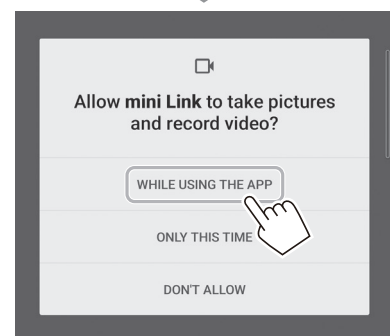 Allow mini Link to take pictures
and record video?
WHILE USING THE APP
ONLY THIS TIME
DON'T ALLOW